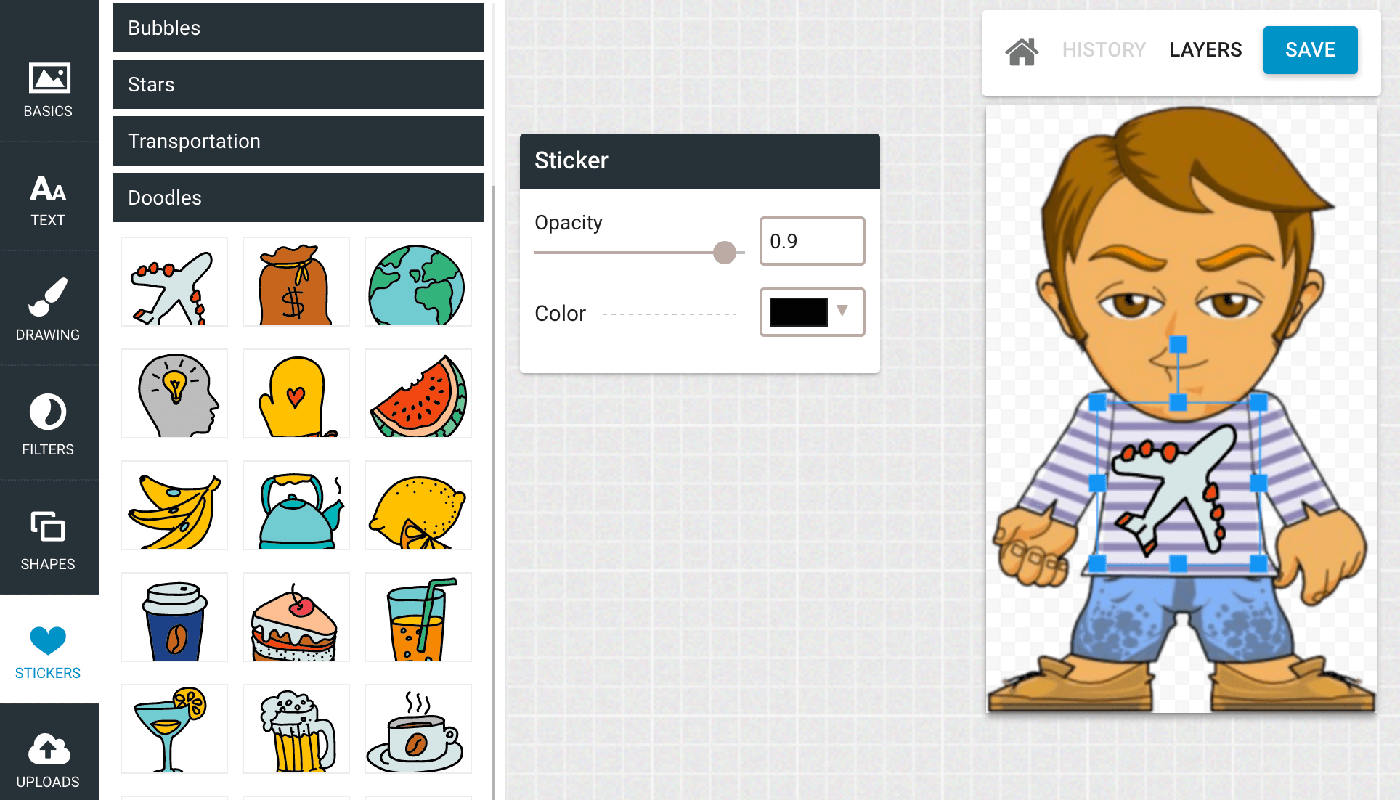 BASICS
TEXT
DRAWING
FILTERS
SHAPES
STICKERS
UPLOADS
Bubbles
Stars
Transportation
Doodles
$
Sticker
Opacity
0.9
Color
HISTORY LAYERS SAVE